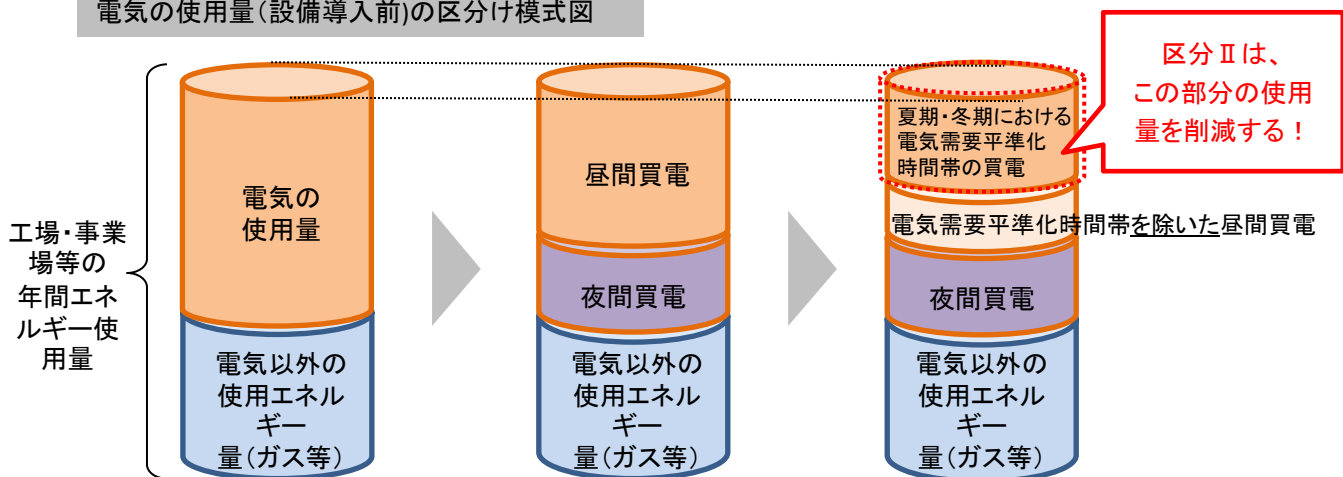 電気の使用量（設備導入前)の区分け模式図
工場・事業
場等の
年間エネ
ルギー使
用量
電気の
使用量
電気以外の
使用エネル
ギー
量（ガス等）
昼間買電
夜間買電
電気以外の
使用エネル
ギー
量（ガス等）
夏期・冬期における
電気需要平準化
時間帯の買電
電気需要平準化時間帯を除いた昼間買電
夜間買電
電気以外の
使用エネル
ギー
量（ガス等）
区分Ⅱは、
この部分の使用
量を削減する！